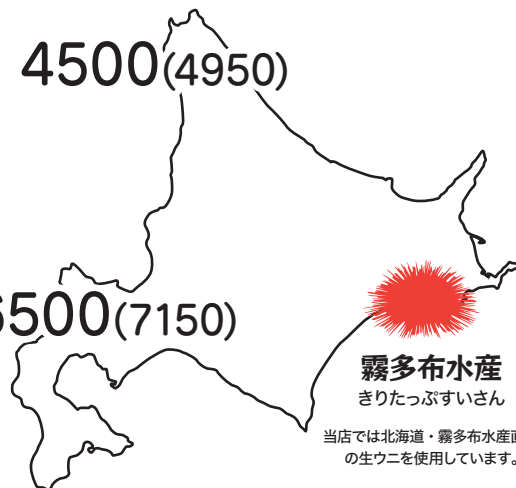 4500(4950)
6500(7150)
霧多布水産
きりたっぷすいさん
当店では北海道・霧多布水産直
の生ウニを使用しています。